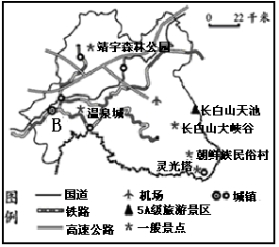 0 22 千米
靖宇森林公园
长白山天池
温泉城
B
长白山大峡谷
朝鲜族民俗村
灵光塔
图例
国道 机场 城镇
铁路 5A级旅游景区
高速公路 一般景点